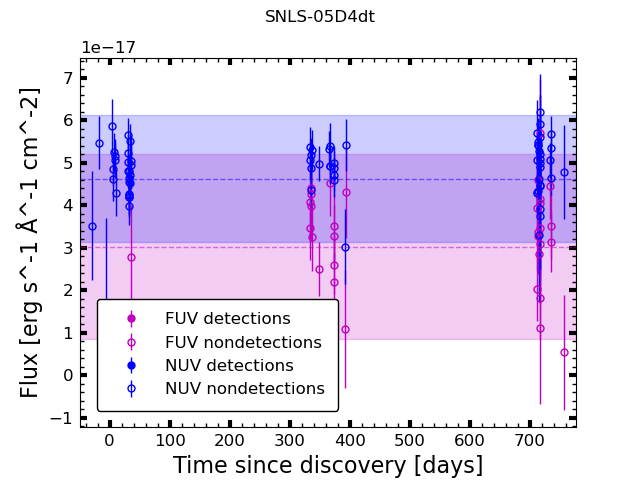 SNLS-05D4dt
1e−17
7
6
5
4
3
2
1
0
−1
Flux [erg s^-1 Å^-1 cm^-2]
FUV detections
FUV nondetections
NUV detections
NUV nondetections
0 100 200 300 400 500 600 700
Time since discovery [days]